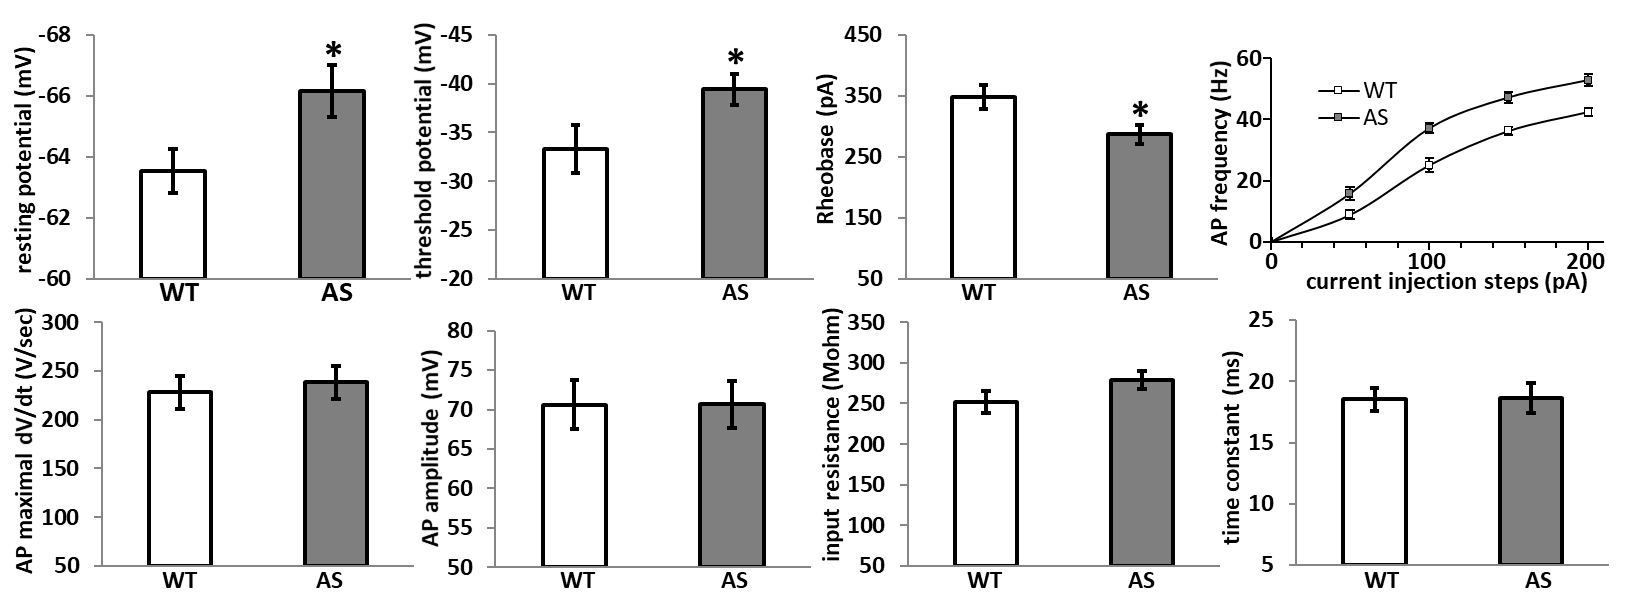 resting potential (mV)
-68
-66
-64
-62
-60
*
WT AS
threshold potential (mV)
-45
-40
-35
-30
-25
-20
*
WT AS
Rheobase (pA)
450
350
250
150
50
*
WT AS
AP frequency (Hz)
60
40
20
0
WT
AS
0 100 200
current injection steps (pA)
AP maximal dV/dt (V/sec)
300
250
200
150
100
50
WT AS
AP amplitude (mV)
80
75
70
65
60
55
50
WT AS
input resistance (Mohm)
350
300
250
200
150
100
50
WT AS
time constant (ms)
25
20
15
10
5
WT AS